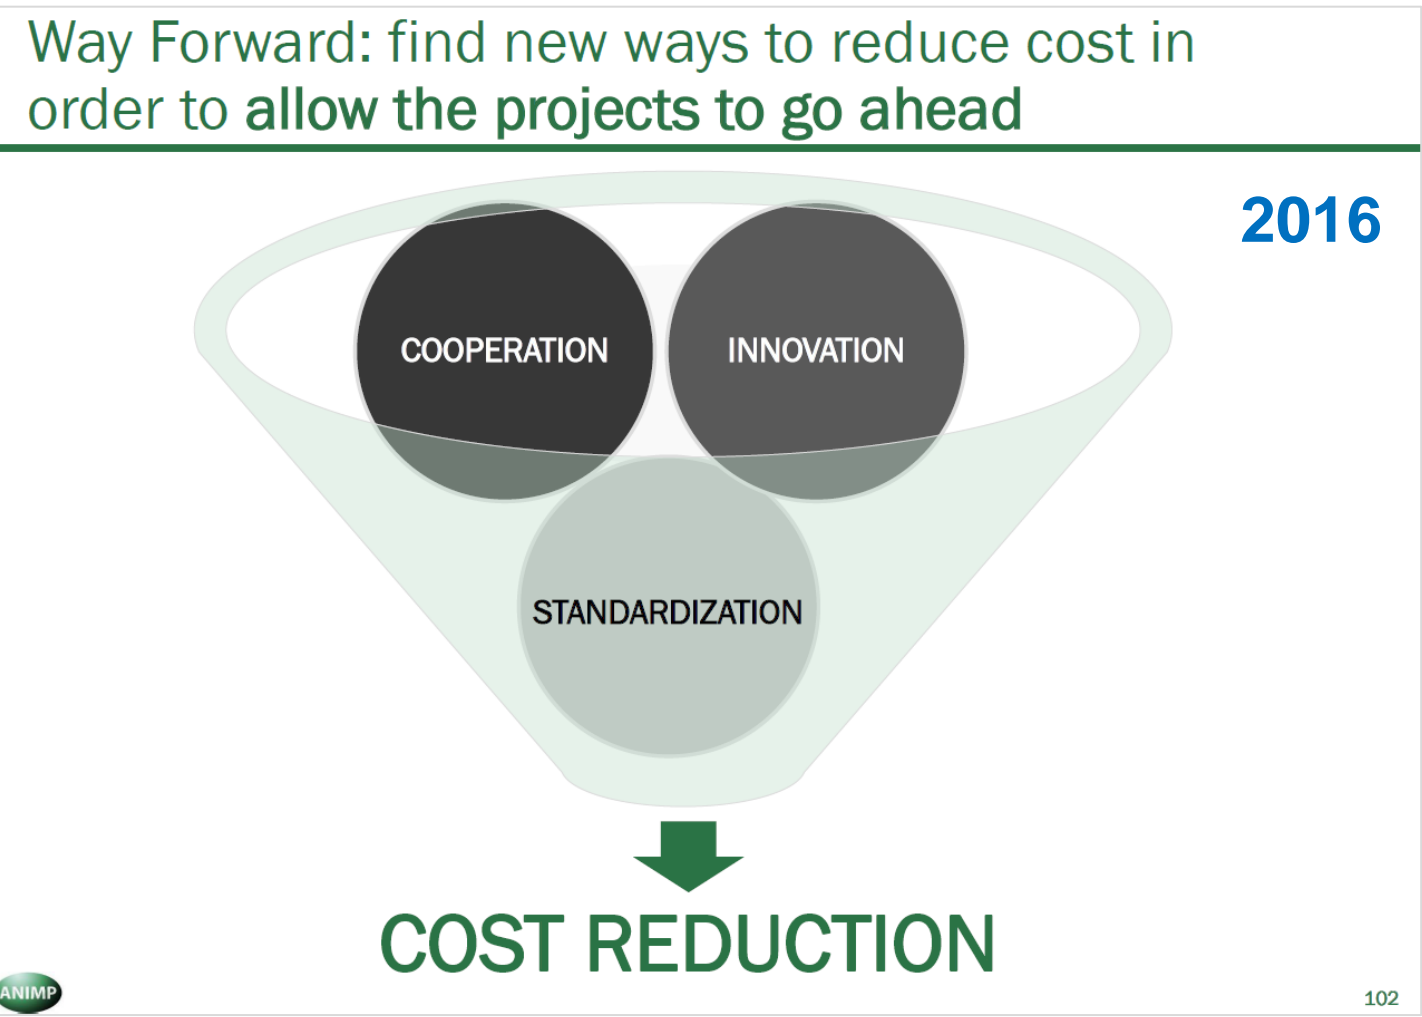 Way Forward: find new ways to reduce cost in
order to allow the projects to go ahead
2016
COOPERATION
INNOVATION
STANDARDIZATION
COST REDUCTION
ANIMP
102